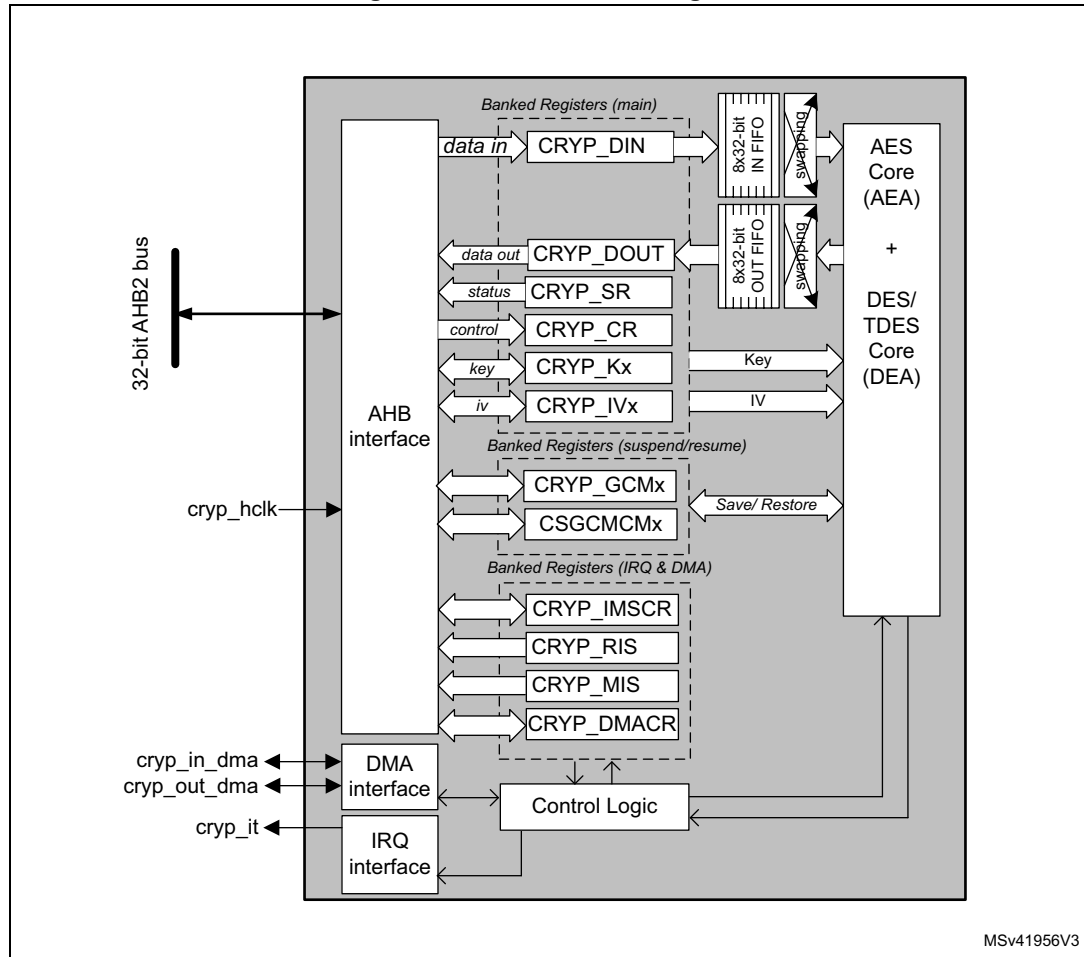 Banked Registers (main)
data in
CRYP_DIN
8x32-bit
IN FIFO
swapping
AES
Core
(AEA)
+
DES/
TDES
Core
(DEA)
data out
CRYP_DOUT
8x32-bit
OUT FIFO
swapping
status
CRYP_SR
control
CRYP_CR
key
CRYP_Kx
Key
iv
CRYP_IVx
IV
32-bit AHB2 bus
AHB
interface
Banked Registers (suspend/resume)
CRYP_GCMx
CSGCMCMx
Save/ Restore
cryp_hclk
Banked Registers (IRQ & DMA)
CRYP_IMSCR
CRYP_RIS
CRYP_MIS
CRYP_DMACR
cryp_in_dma
cryp_out_dma
DMA
interface
Control Logic
cryp_it
IRQ
interface
MSv41956V3